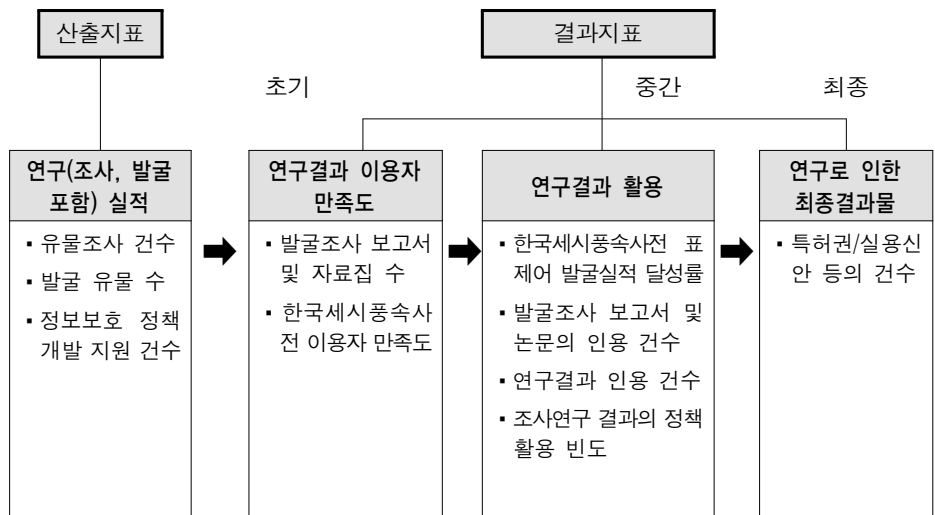 산출지표
결과지표
초기
중간
최종
연구(조사, 발굴
포함) 실적
▪ 유물조사 건수
▪ 발굴 유물 수
▪ 정보보호 정책
개발 지원 건수
연구결과 이용자
만족도
▪ 발굴조사 보고서
및 자료집 수
▪ 한국세시풍속사
전 이용자 만족도
연구결과 활용
▪ 한국세시풍속사전 표
제어 발굴실적 달성률
▪ 발굴조사 보고서 및
논문의 인용 건수
▪ 연구결과 인용 건수
▪ 조사연구 결과의 정책
활용 빈도
연구로 인한
최종결과물
▪ 특허권/실용신
안 등의 건수